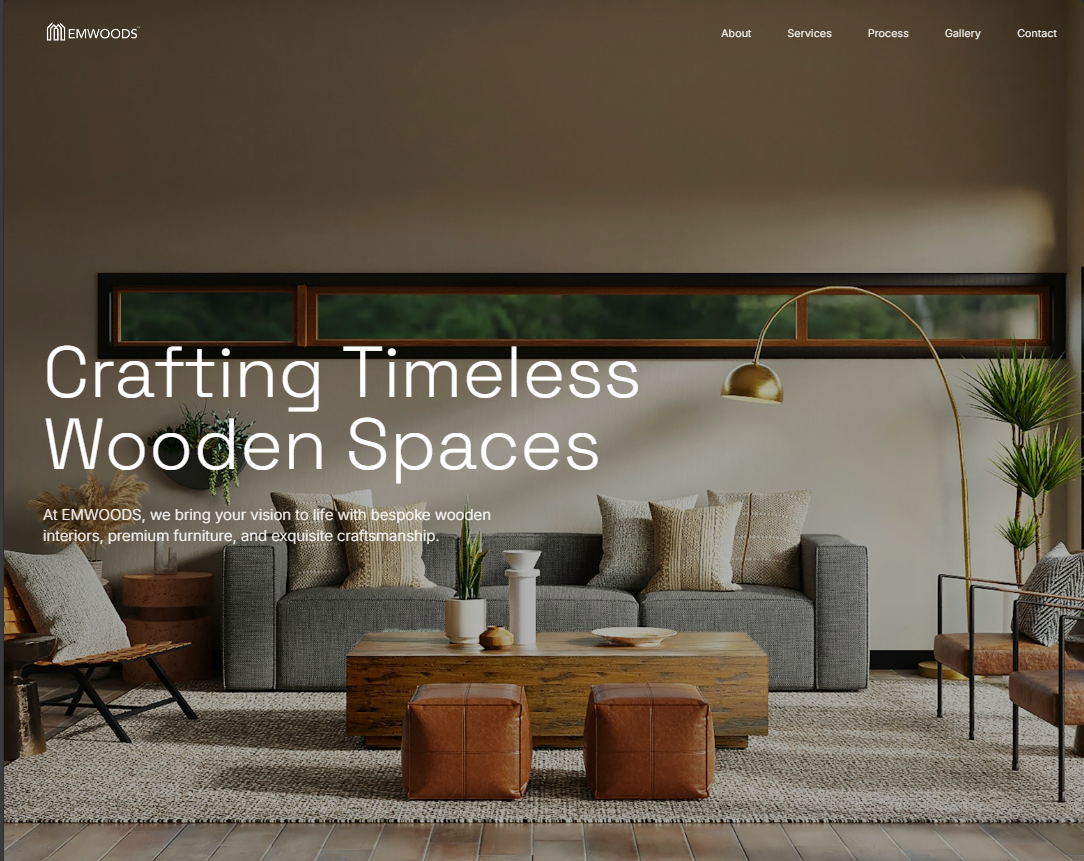 EMWOODS
About Services Process Gallery Contact
Crafting Timeless
Wooden Spaces
At EMWOODS, we bring your vision to life with bespoke wooden
interiors, premium furniture, and exquisite craftsmanship.